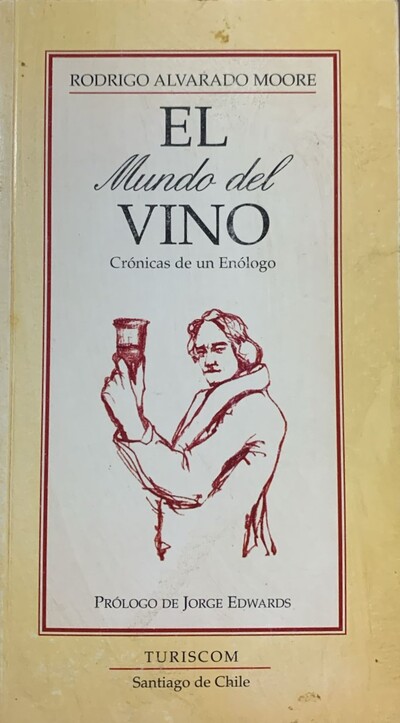 RODRIGO ALVARADO MOORE
EL
Mundo del
VINO
Crónicas de un Enólogo
PRÓLOGO DE JORGE EDWARDS
TURISCOM
Santiago de Chile